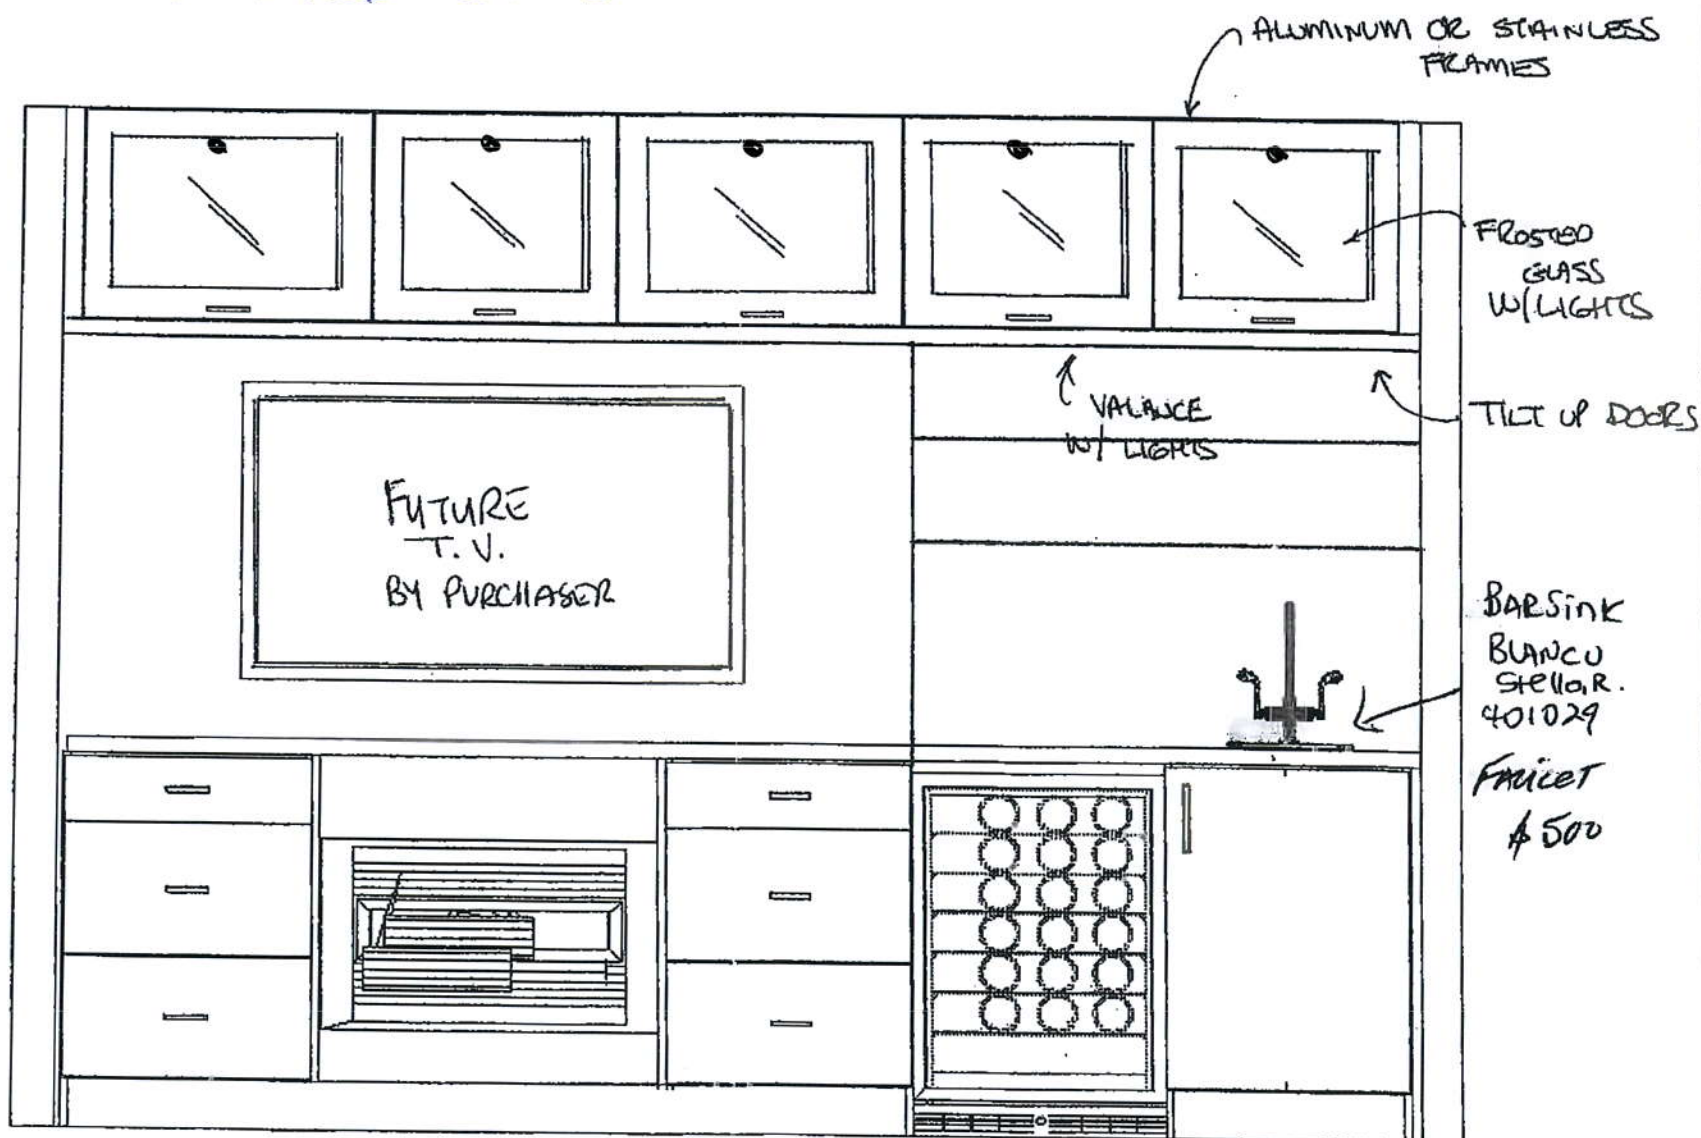 ALUMINUM OR STAINLESS
FRAMES
FROSTED
GLASS
W/LIGHTS
VALANCE
W/ LIGHTS
TILT UP DOORS
FUTURE
T.V.
BY PURCHASER
BARSINK
BLANCO
Stellar.
401029
FAUCET
$500